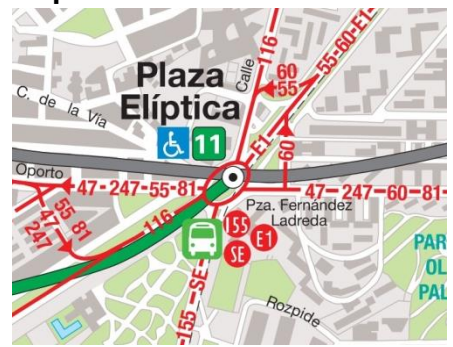 Plaza
Elíptica
11
C. de la Vía
Calle
116
55-60-E1
60
55
E1
60
Oporto
47-247-55-81
47-247-60-81
55 81
47
247
116
Pza. Fernández
Ladreda
155
E1
SE
155-SE
Rozpide
PAR
OL
PAL